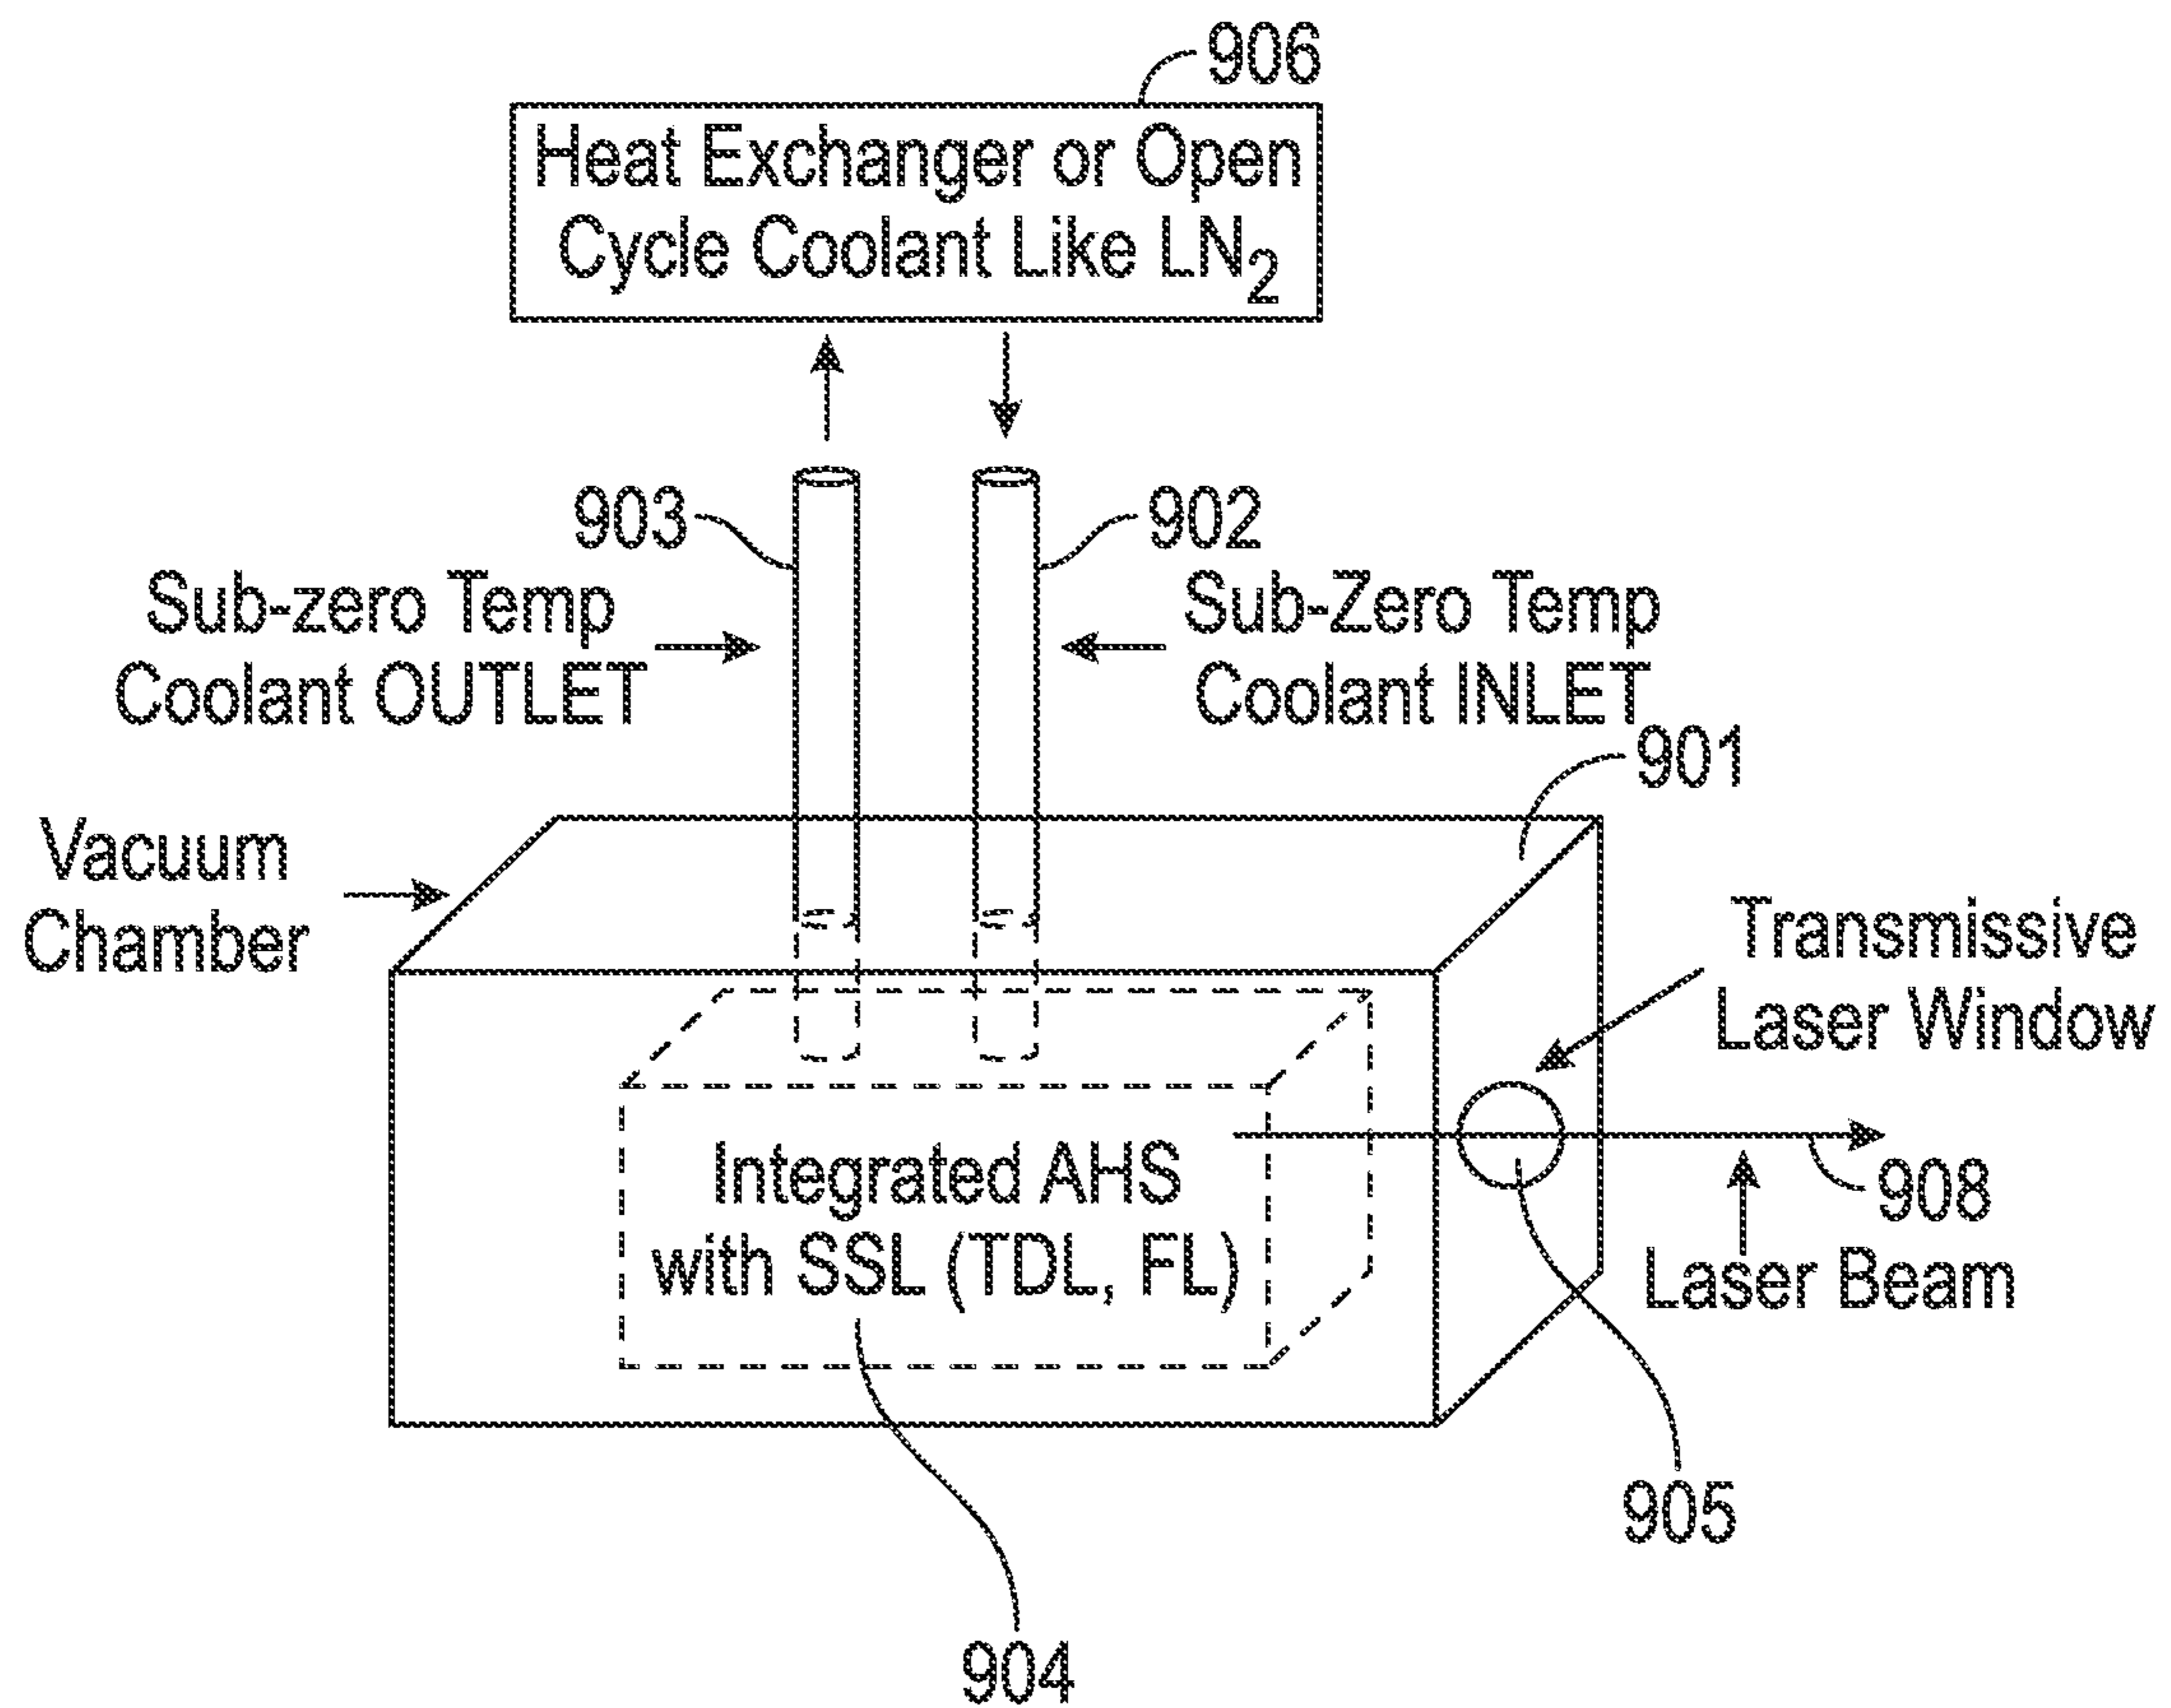 906
Heat Exchanger or Open
Cycle Coolant Like LN₂
903
902
Sub-zero Temp
Coolant OUTLET
Sub-Zero Temp
Coolant INLET
901
Vacuum
Chamber
Transmissive
Laser Window
Integrated AHS
with SSL (TDL, FL)
908
Laser Beam
905
904